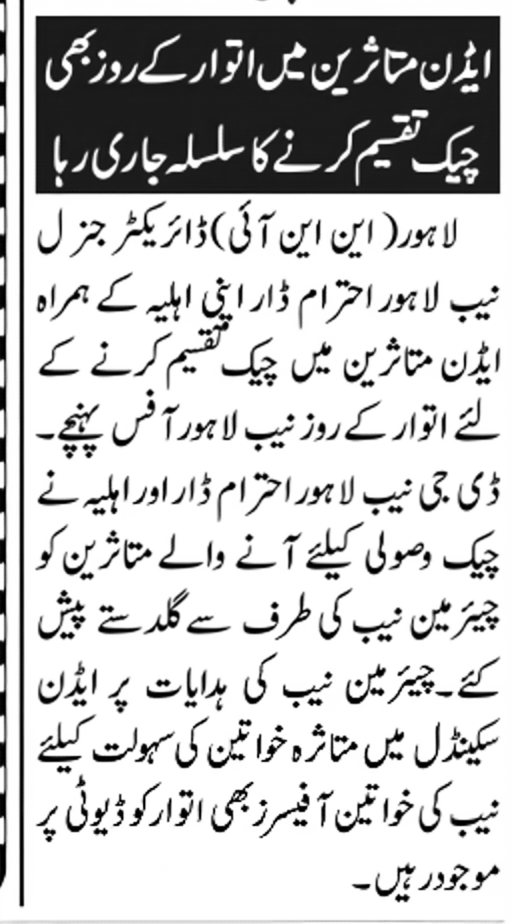 ایڈن متاثرین میں اتوار کے روز بھی
چیک تقسیم کرنے کا سلسلہ جاری رہا
لاہور( این این آئی)ڈائریکٹر جنرل
نیب لاہور احترام ڈار اپنی اہلیہ کے ہمراہ
ایڈن متاثرین میں چیک تقسیم کرنے کے
لئے اتوار کے روز نیب لاہور آفس پہنچے۔
ڈی جی نیب لاہور احترام ڈار اور اہلیہ نے
چیک وصولی کیلئے آنے والے متاثرین کو
چیئرمین نیب کی طرف سے گلدستے پیش
کئے۔چیئرمین نیب کی ہدایات پر ایڈن
سکینڈل میں متاثرہ خواتین کی سہولت کیلئے
نیب کی خواتین آفیسرز بھی اتوار کو ڈیوٹی پر
موجود رہیں۔